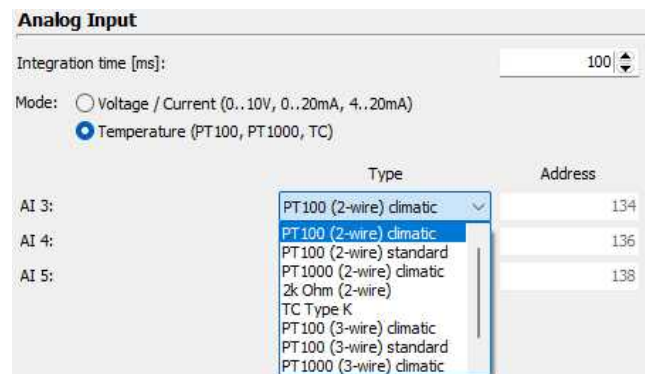 Analog Input
Integration time [ms]: 100
Mode: Voltage / Current (0..10V, 0..20mA, 4..20mA)
Temperature (PT100, PT1000, TC)
Type Address
AI 3: PT100 (2-wire) climatic 134
AI 4: 136
AI 5: 138
PT100 (2-wire) climatic
PT100 (2-wire) standard
PT1000 (2-wire) climatic
2k Ohm (2-wire)
TC Type K
PT100 (3-wire) climatic
PT100 (3-wire) standard
PT1000 (3-wire) climatic